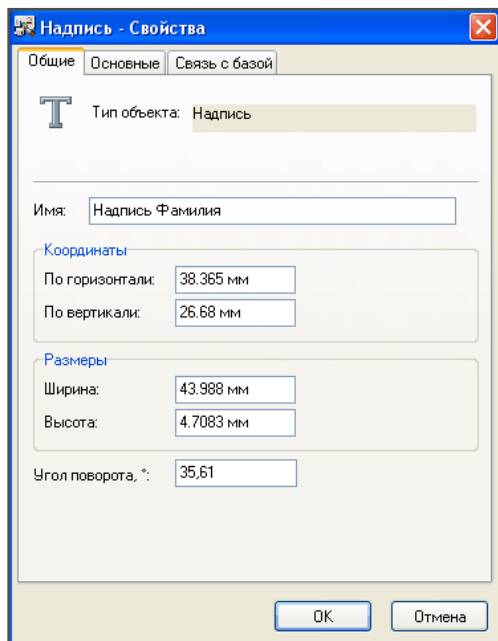 Надпись - Свойства
Общие Основные Связь с базой
Тип объекта: Надпись
Имя: Надпись Фамилия
Координаты
По горизонтали: 38.365 мм
По вертикали: 26.68 мм
Размеры
Ширина: 43.988 мм
Высота: 4.7083 мм
Угол поворота, °: 35,61
OK Отмена